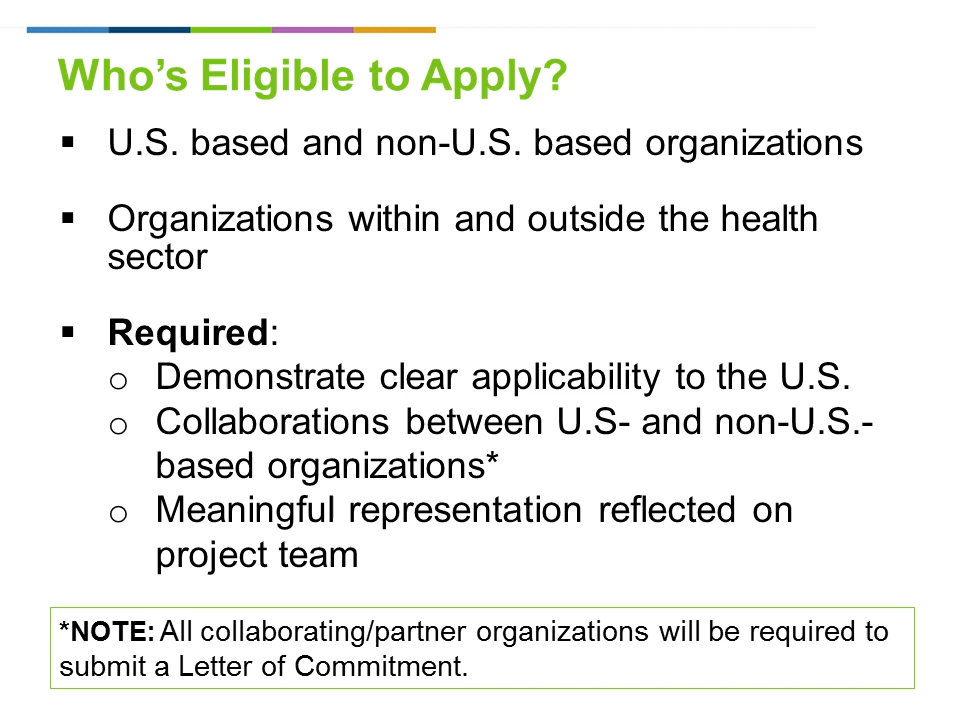 Who’s Eligible to Apply?
▪ U.S. based and non-U.S. based organizations
▪ Organizations within and outside the health
sector
▪ Required:
o Demonstrate clear applicability to the U.S.
o Collaborations between U.S- and non-U.S.-
based organizations*
o Meaningful representation reflected on
project team
*NOTE: All collaborating/partner organizations will be required to
submit a Letter of Commitment.